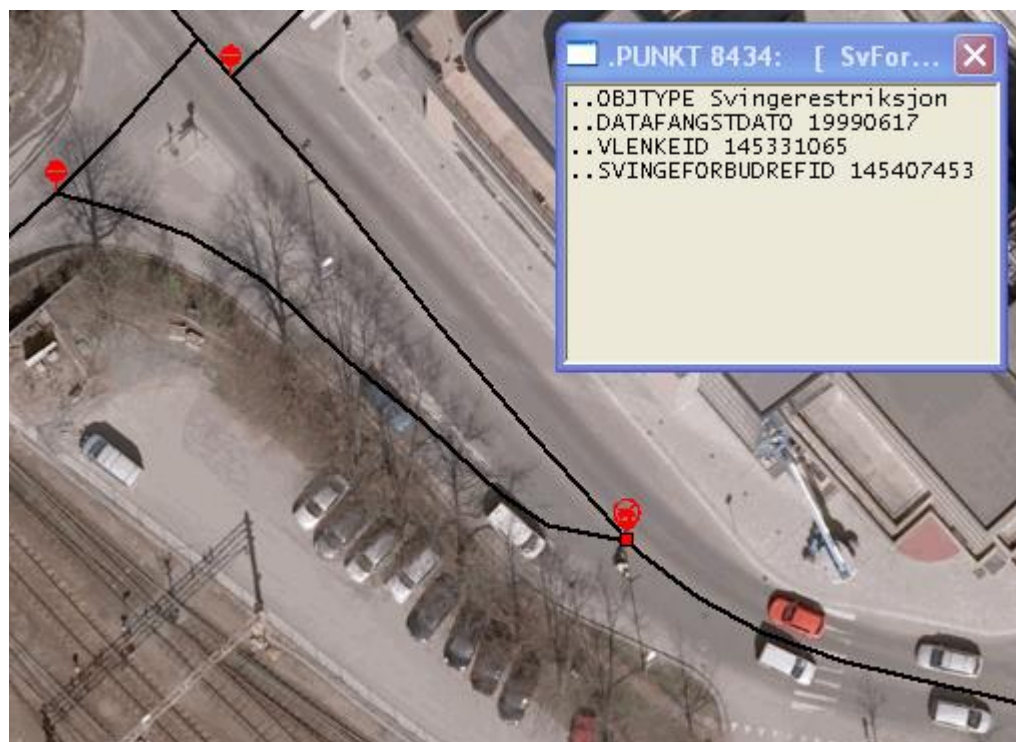 .PUNKT 8434: [ SvFor...
..OBJTYPE Svingerestriksjon
..DATAFANGSTDATO 19990617
..VLENKEID 145331065
..SVINGEFORBUDREFID 145407453